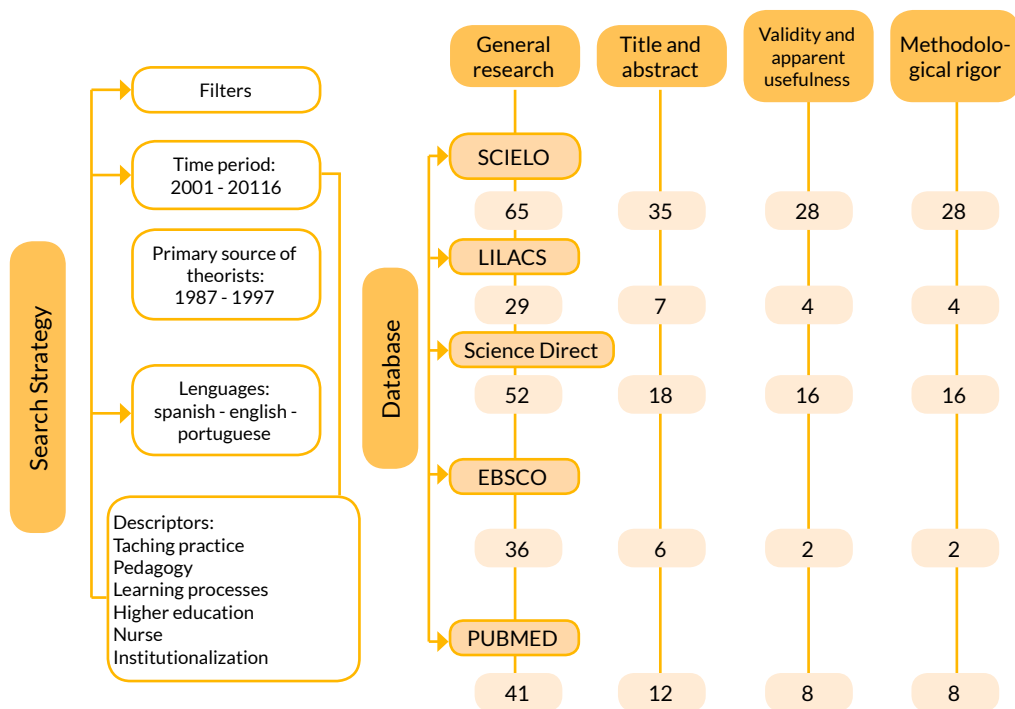 Search Strategy
Filters
Time period:
2001 - 20116
Primary source of
theorists:
1987 - 1997
Lenguages:
spanish - english -
portuguese
Descriptors:
Taching practice
Pedagogy
Learning processes
Higher education
Nurse
Institutionalization
Database
General
research
Title and
abstract
Validity and
apparent
usefulness
Methodolo-
gical rigor
SCIELO
65 35 28 28
LILACS
29 7 4 4
Science Direct
52 18 16 16
EBSCO
36 6 2 2
PUBMED
41 12 8 8